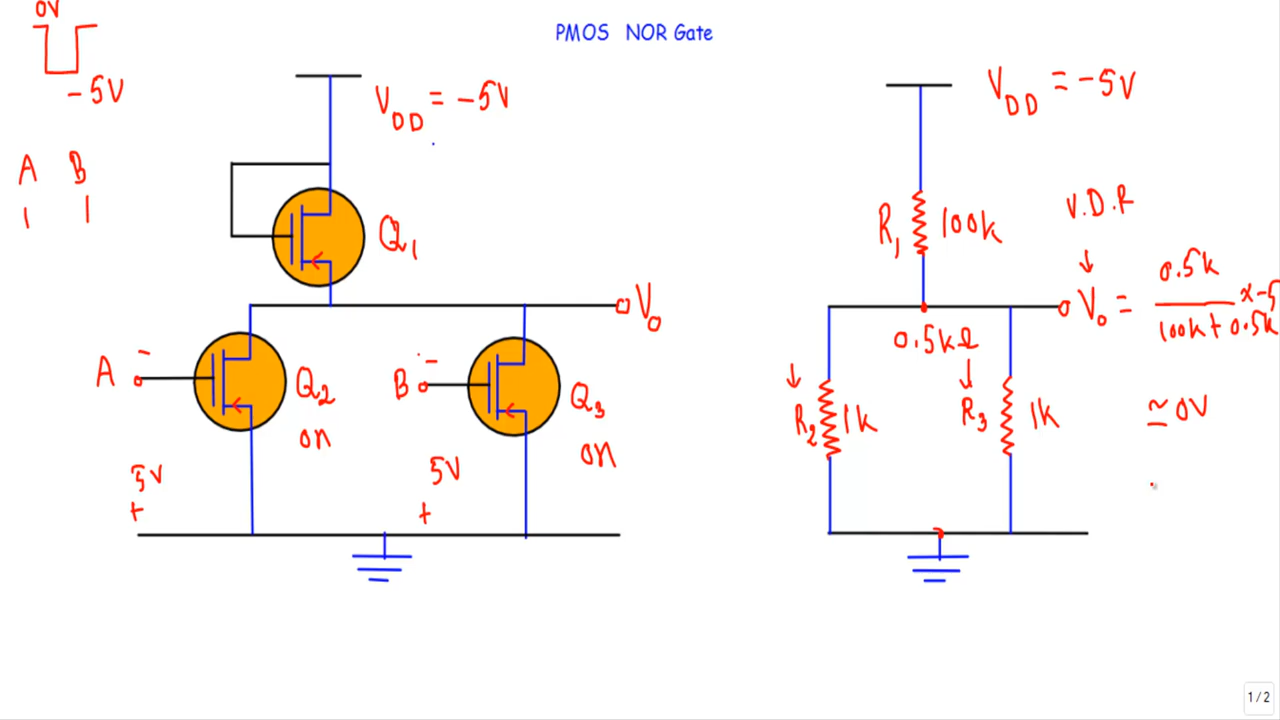 PMOS NOR Gate
0V
-5V
A B
1 1
VDD = -5V
Q1
Vo
A -
Q2
on
5V
+
B -
Q3
on
5V
+
VDD = -5V
R1 100k
V.D.R
↓
Vo = 0.5k / 100k + 0.5k x -5
≃ 0V
0.5kΩ
R2 1k
R3 1k
1 / 2